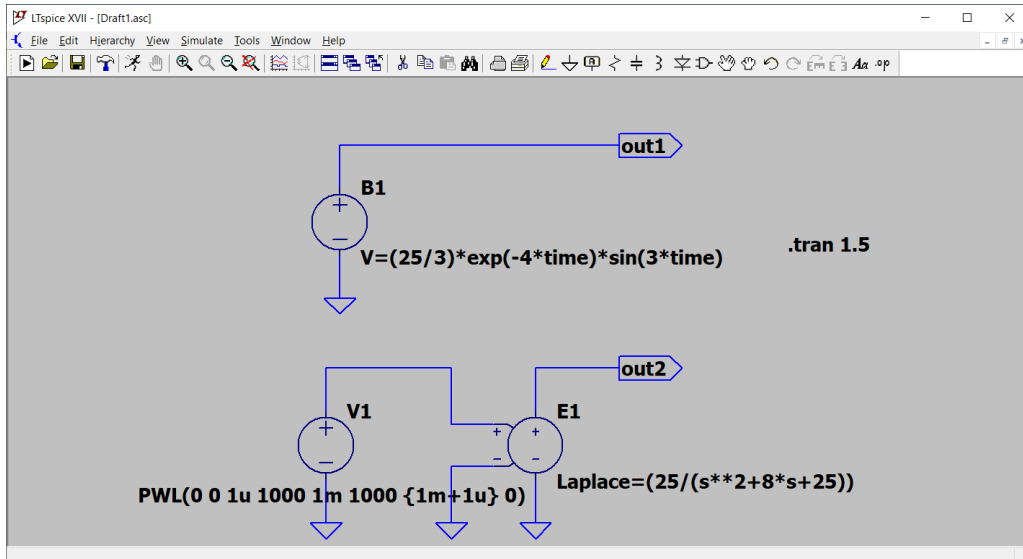 LTspice XVII - [Draft1.asc]
File Edit Hierarchy View Simulate Tools Window Help
out1
B1
.tran 1.5
V=(25/3)*exp(-4*time)*sin(3*time)
out2
V1
E1
Laplace=(25/(s**2+8*s+25))
PWL(0 0 1u 1000 1m 1000 {1m+1u} 0)